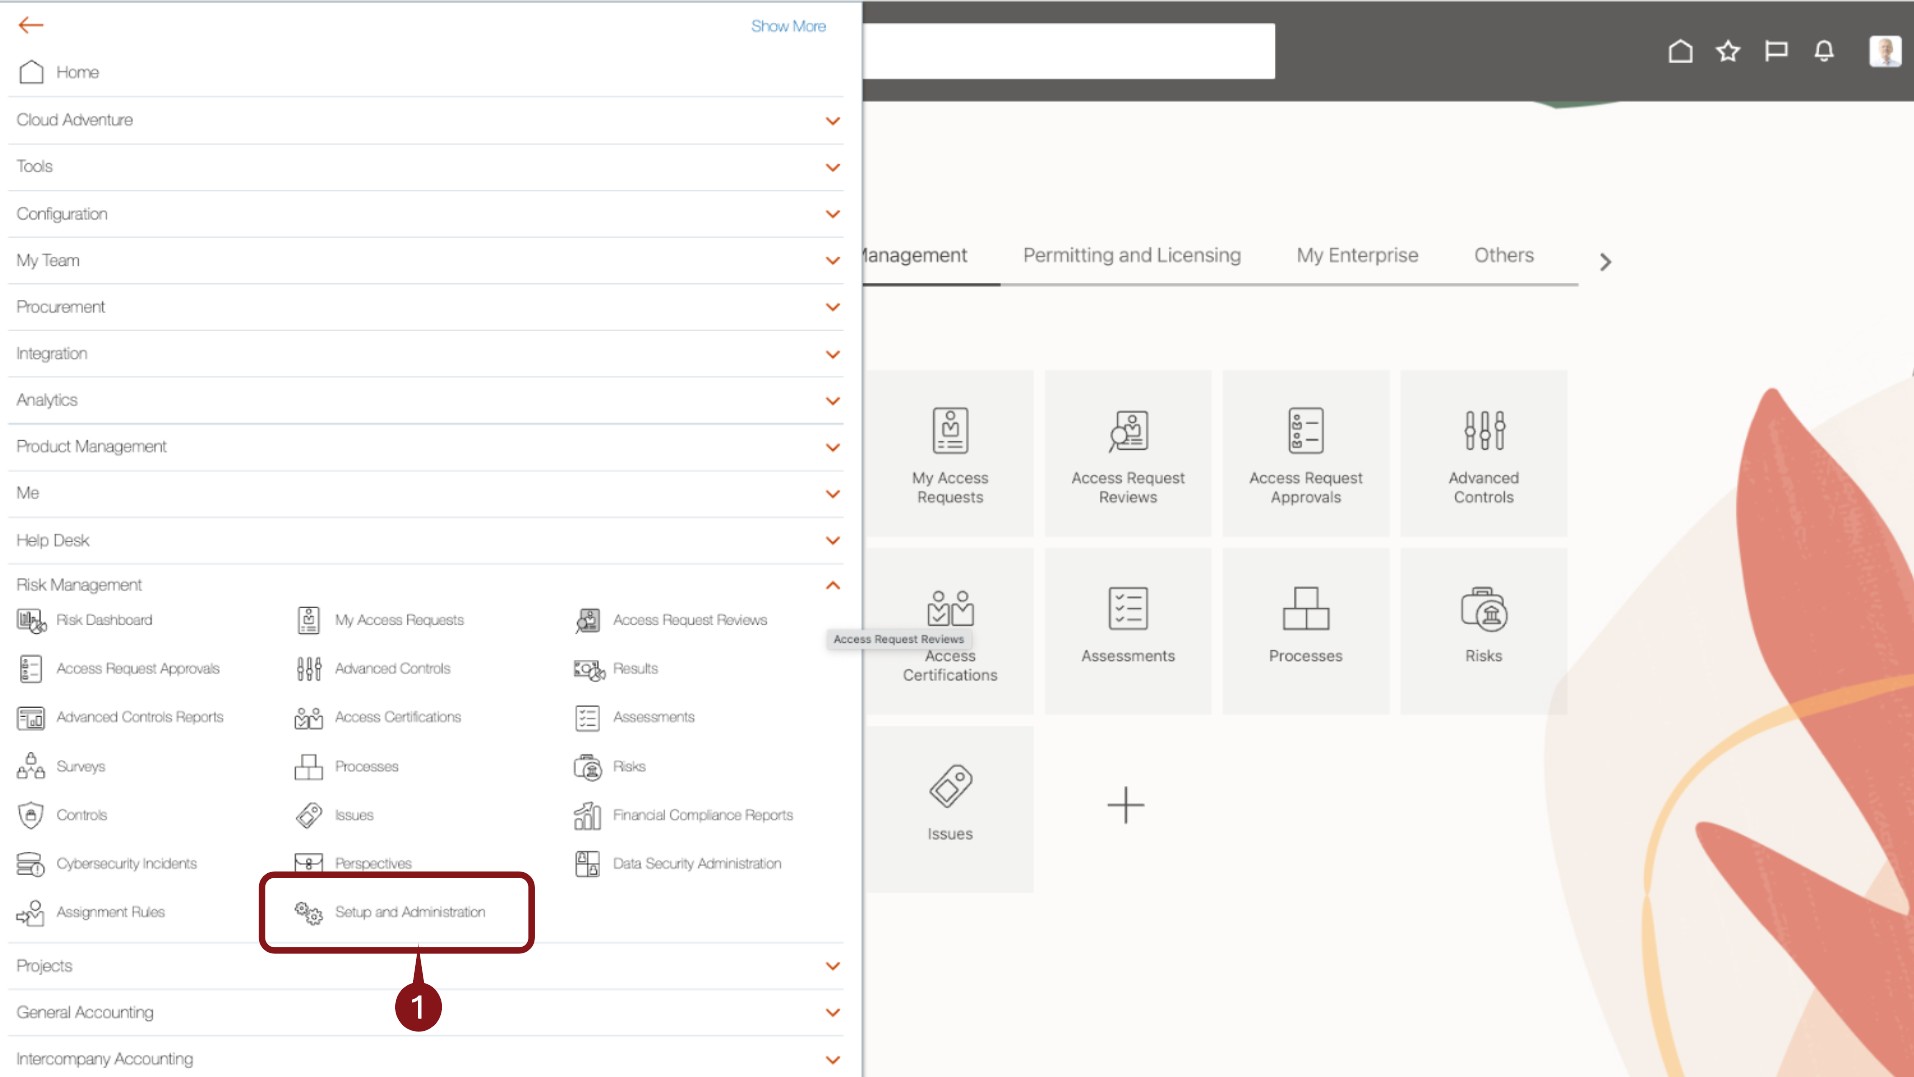 Show More
Home
Cloud Adventure
Tools
Configuration
My Team
Procurement
Integration
Analytics
Product Management
Me
Help Desk
Risk Management
Risk Dashboard
My Access Requests
Access Request Reviews
Access Request Approvals
Advanced Controls
Results
Advanced Controls Reports
Access Certifications
Assessments
Surveys
Processes
Risks
Controls
Issues
Financial Compliance Reports
Cybersecurity Incidents
Perspectives
Data Security Administration
Assignment Rules
Setup and Administration
1
Projects
General Accounting
Intercompany Accounting
Management
Permitting and Licensing
My Enterprise
Others
My Access
Requests
Access Request
Reviews
Access Request
Approvals
Advanced
Controls
Access Request Reviews
Access
Certifications
Assessments
Processes
Risks
Issues